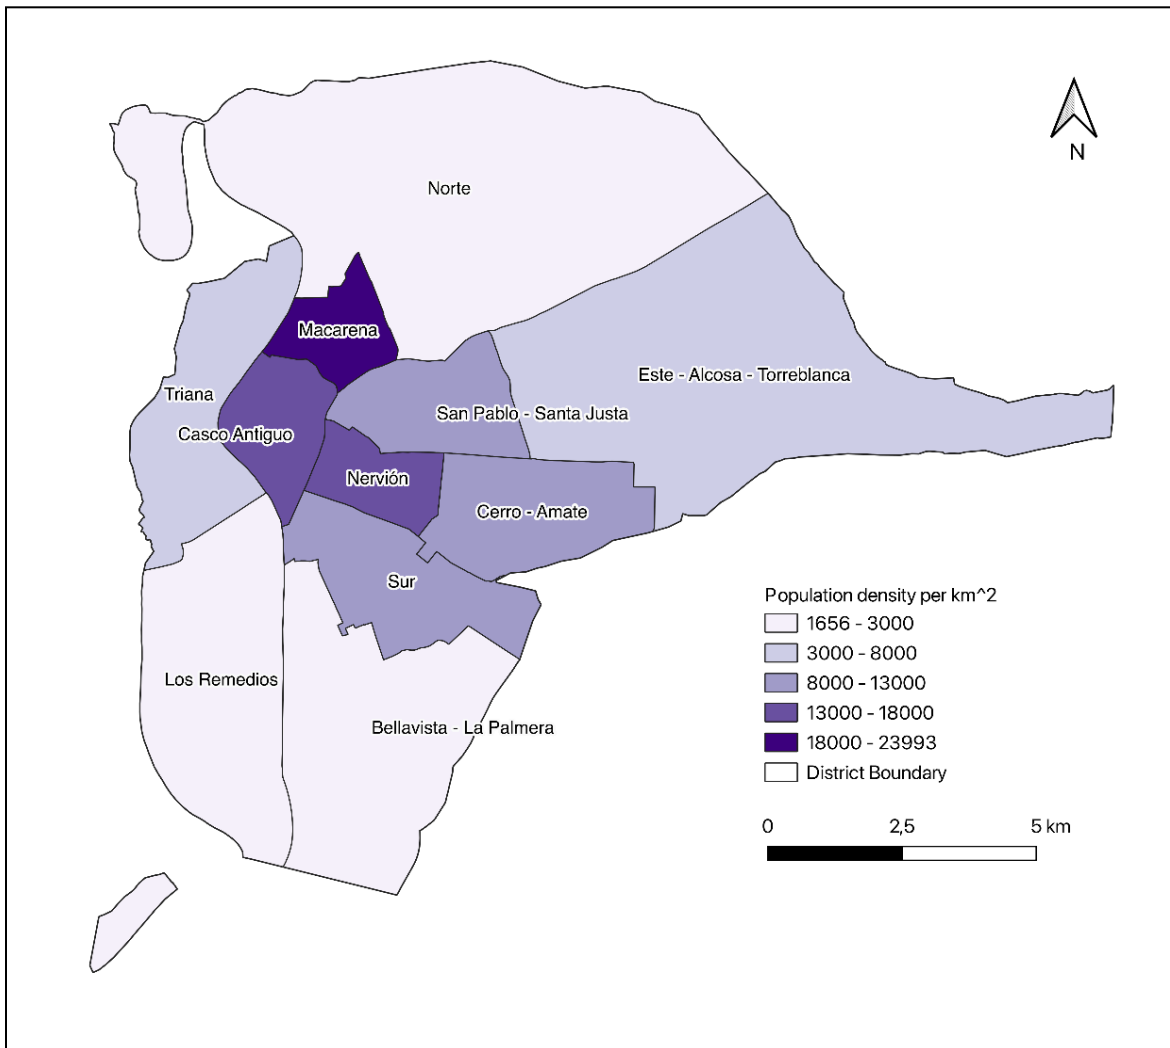 N
Norte
Macarena
Este - Alcosa - Torreblanca
Triana
San Pablo - Santa Justa
Casco Antiguo
Nervión
Cerro - Amate
Sur
Los Remedios
Bellavista - La Palmera
Population density per km^2
1656 - 3000
3000 - 8000
8000 - 13000
13000 - 18000
18000 - 23993
District Boundary
0 2,5 5 km